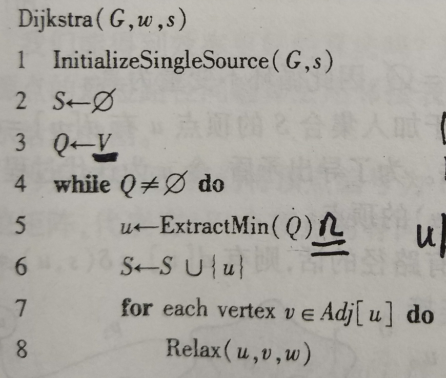 Dijkstra(G,w,s)
1 InitializeSingleSource(G,s)
2 S←∅
3 Q←V
4 while Q≠∅ do
5 u←ExtractMin(Q) n
6 S←S ∪{u}
7 for each vertex v∈Adj[u] do
8 Relax(u,v,w)